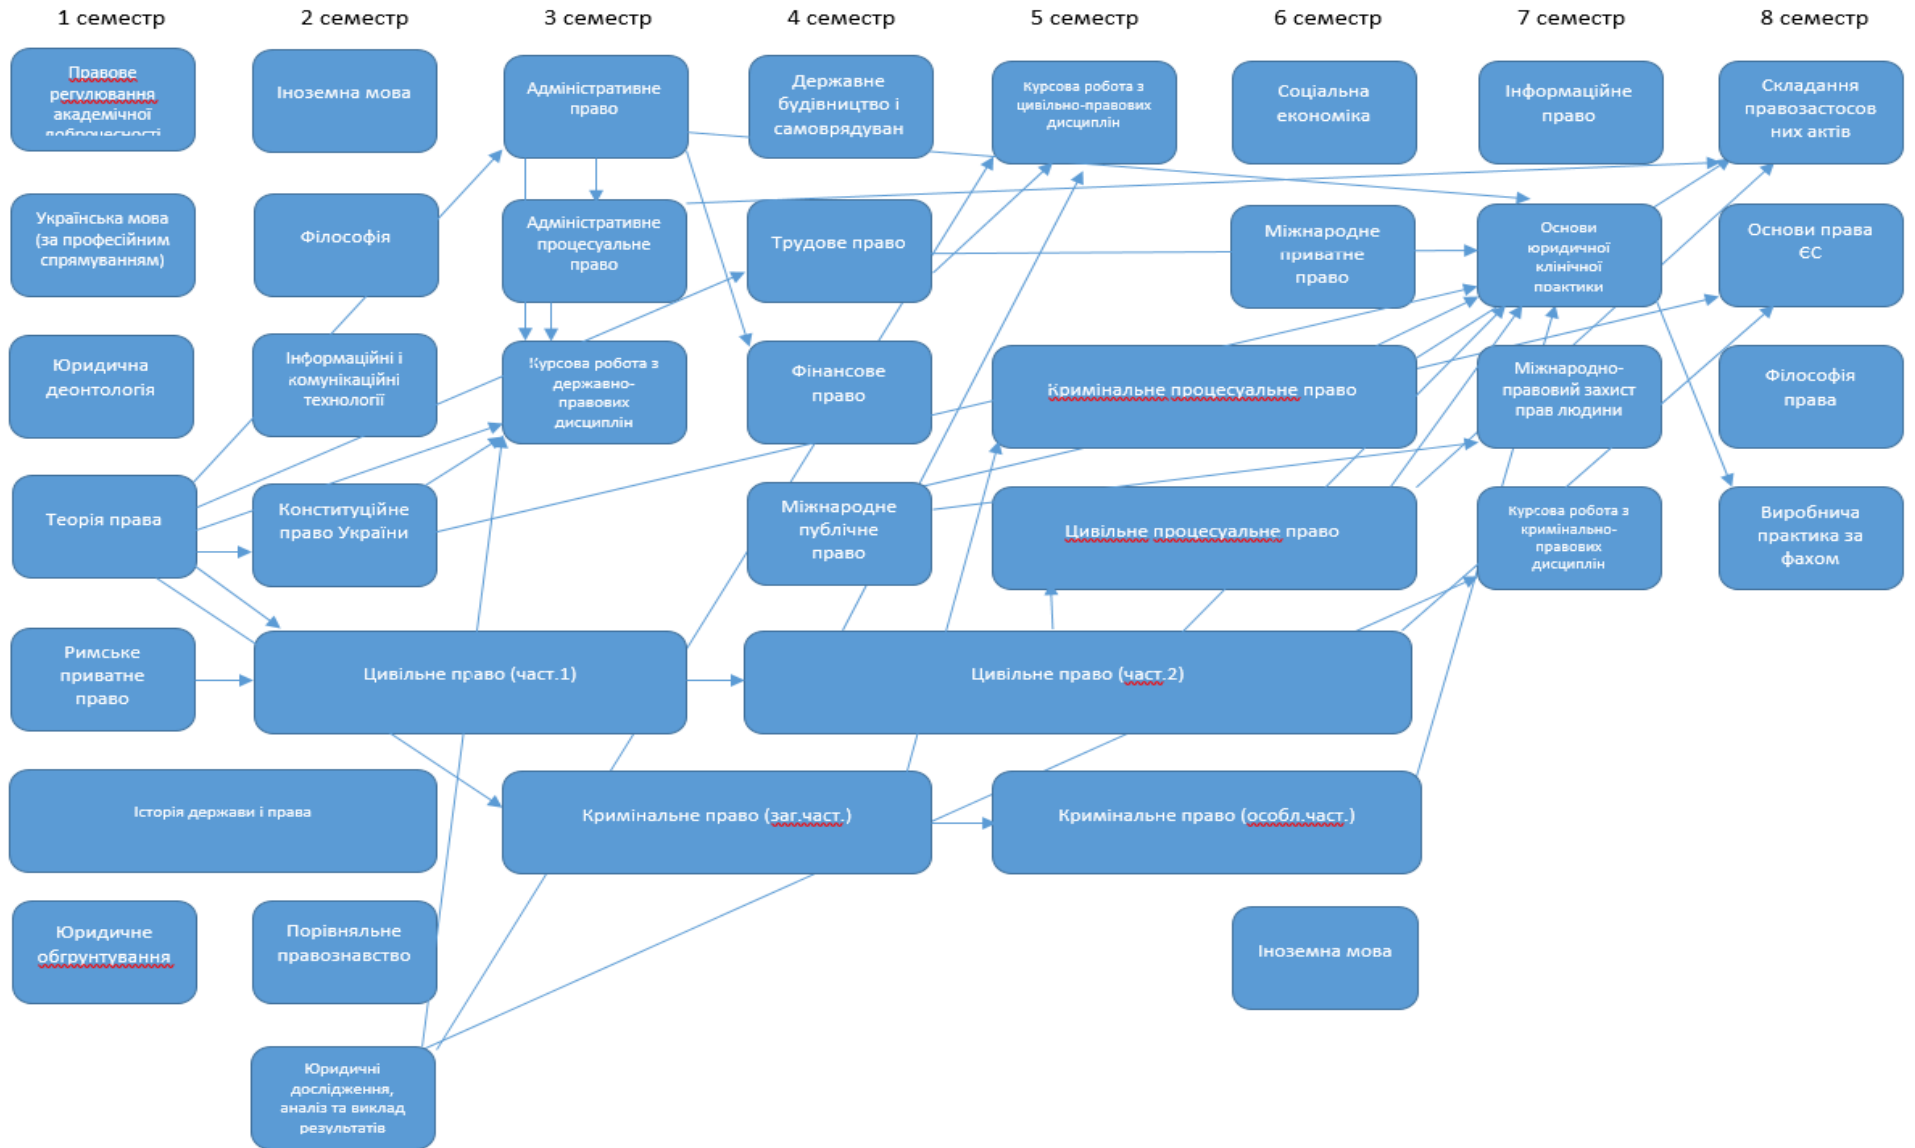 1 семестр
2 семестр
3 семестр
4 семестр
5 семестр
6 семестр
7 семестр
8 семестр
Правове
регулювання
академічної
доброчесності
Іноземна мова
Адміністративне
право
Державне
будівництво і
самоврядуван
Курсова робота з
цивільно-правових
дисциплін
Соціальна
економіка
Інформаційне
право
Складання
правозастосов
них актів
Українська мова
(за професійним
спрямуванням)
Філософія
Адміністративне
процесуальне
право
Трудове право
Міжнародне
приватне
право
Основи
юридичної
клінічної
практики
Основи права
ЄС
Юридична
деонтологія
Інформаційні і
комунікаційні
технології
Курсова робота з
державно-
правових
дисциплін
Фінансове
право
Кримінальне процесуальне право
Міжнародно-
правовий захист
прав людини
Філософія
права
Теорія права
Конституційне
право України
Міжнародне
публічне
право
Цивільне процесуальне право
Курсова робота з
кримінально-
правових
дисциплін
Виробнича
практика за
фахом
Римське
приватне
право
Цивільне право (част.1)
Цивільне право (част.2)
Історія держави і права
Кримінальне право (заг.част.)
Кримінальне право (особл.част.)
Юридичне
обгрунтування
Порівняльне
правознавство
Іноземна мова
Юридичні
дослідження,
аналіз та виклад
результатів